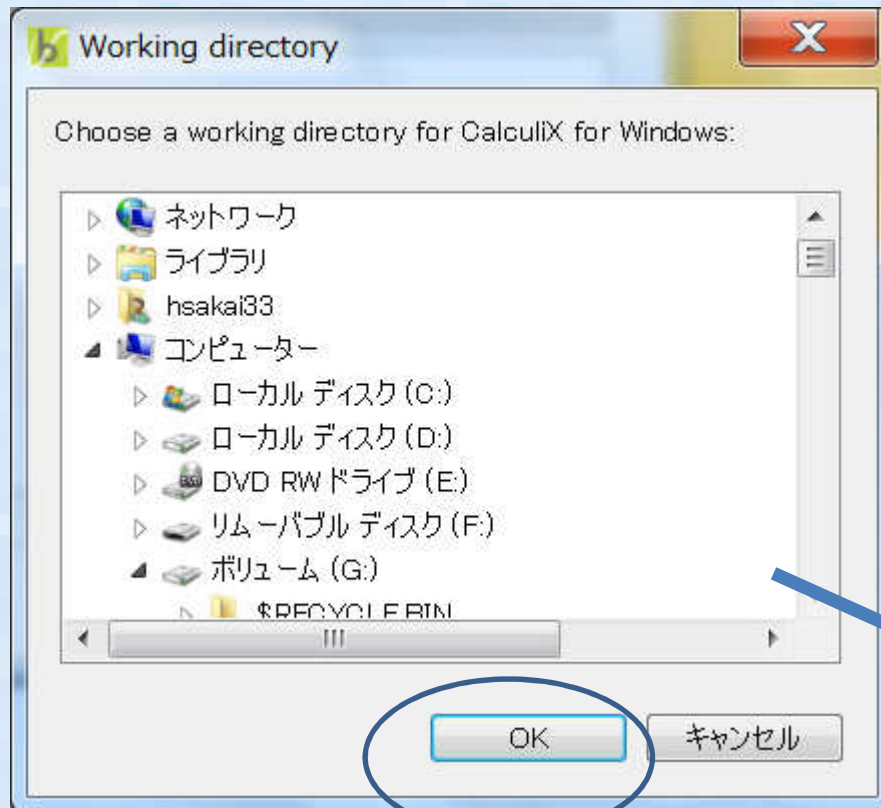 Working directory
Choose a working directory for CalculiX for Windows:
ネットワーク
ライブラリ
hsakai33
コンピューター
ローカル ディスク (C:)
ローカル ディスク (D:)
DVD RW ドライブ (E:)
リムーバブル ディスク (F:)
ボリューム (G:)
$RECYCLE.BIN
OK
キャンセル